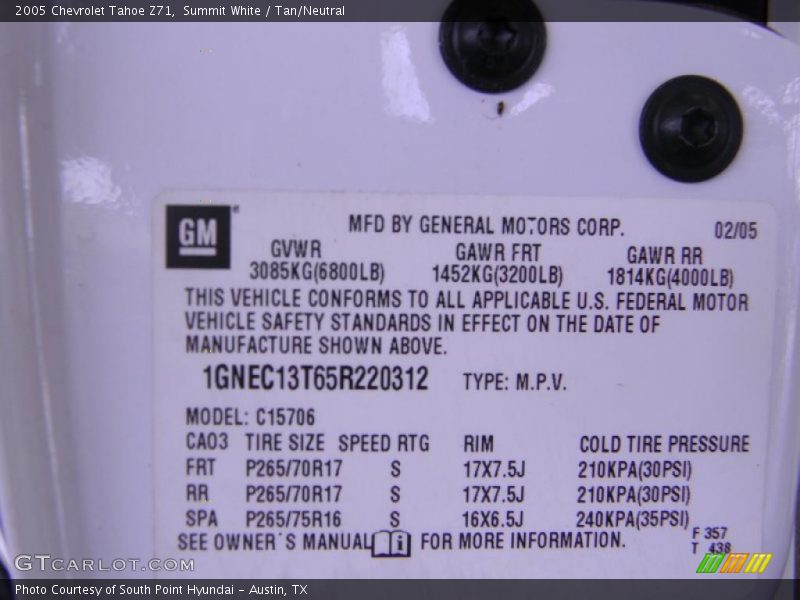 2005 Chevrolet Tahoe Z71, Summit White / Tan/Neutral
GM
MFD BY GENERAL MOTORS CORP. 02/05
GVWR GAWR FRT GAWR RR
3085KG(6800LB) 1452KG(3200LB) 1814KG(4000LB)
THIS VEHICLE CONFORMS TO ALL APPLICABLE U.S. FEDERAL MOTOR
VEHICLE SAFETY STANDARDS IN EFFECT ON THE DATE OF
MANUFACTURE SHOWN ABOVE.
1GNEC13T65R220312 TYPE: M.P.V.
MODEL: C15706
CA03 TIRE SIZE SPEED RTG RIM COLD TIRE PRESSURE
FRT P265/70R17 S 17X7.5J 210KPA(30PSI)
RR P265/70R17 S 17X7.5J 210KPA(30PSI)
SPA P265/75R16 S 16X6.5J 240KPA(35PSI)
SEE OWNER'S MANUAL i FOR MORE INFORMATION.
F 357
T 438
GTCARLOT.COM
Photo Courtesy of South Point Hyundai - Austin, TX